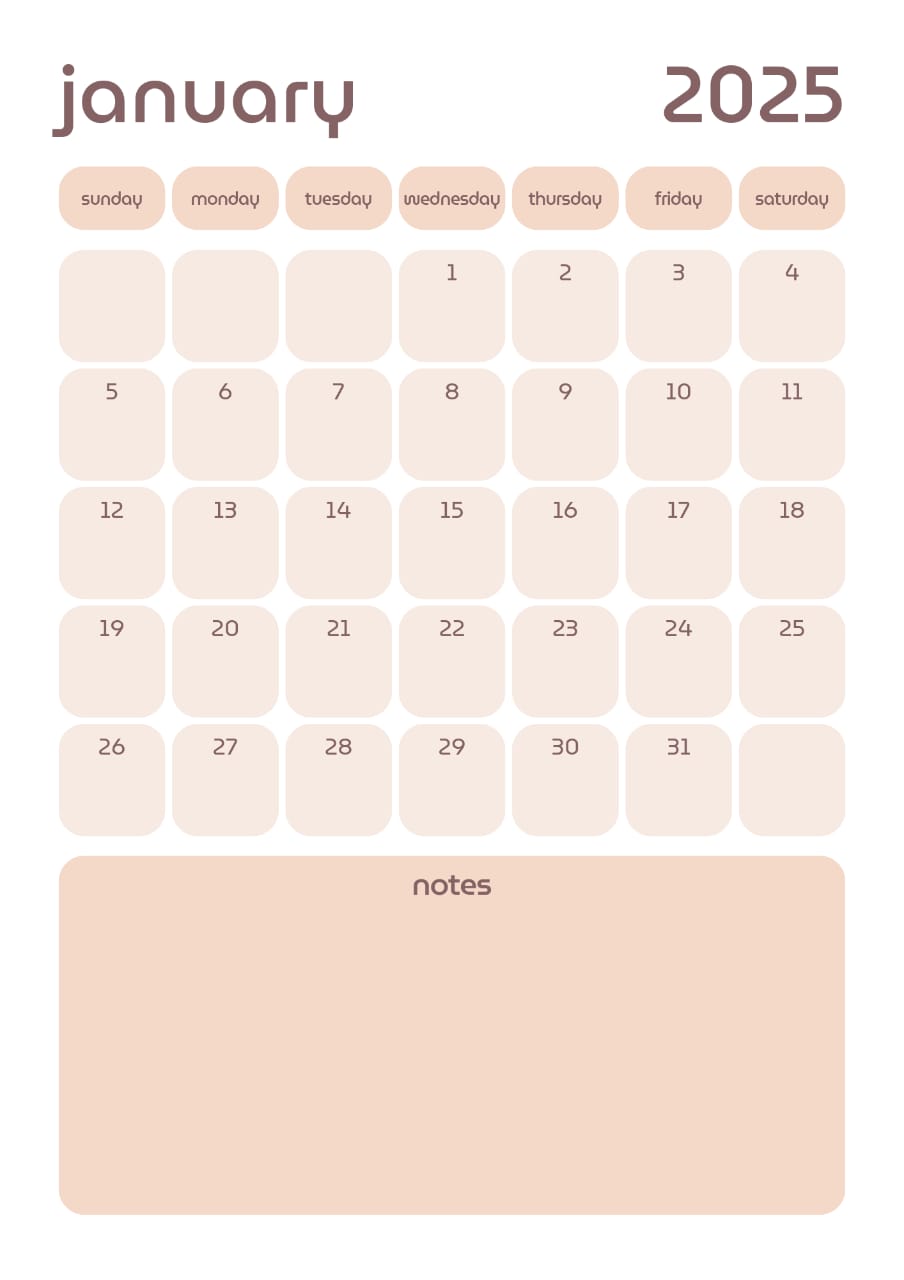 january 2025
sunday monday tuesday wednesday thursday friday saturday
1 2 3 4
5 6 7 8 9 10 11
12 13 14 15 16 17 18
19 20 21 22 23 24 25
26 27 28 29 30 31
notes